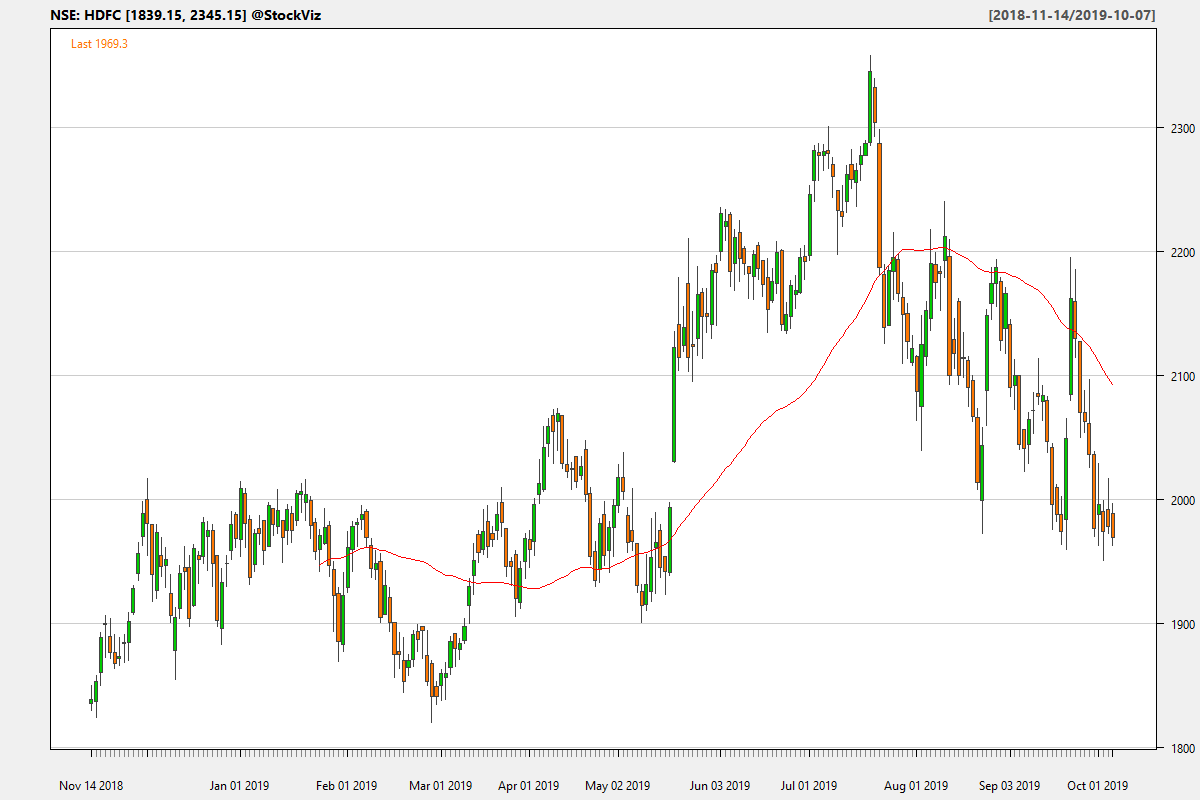 NSE: HDFC [1839.15, 2345.15] @StockViz
[2018-11-14/2019-10-07]
Last 1969.3
2300
2200
2100
2000
1900
1800
Nov 14 2018 Jan 01 2019 Feb 01 2019 Mar 01 2019 Apr 01 2019 May 02 2019 Jun 03 2019 Jul 01 2019 Aug 01 2019 Sep 03 2019 Oct 01 2019